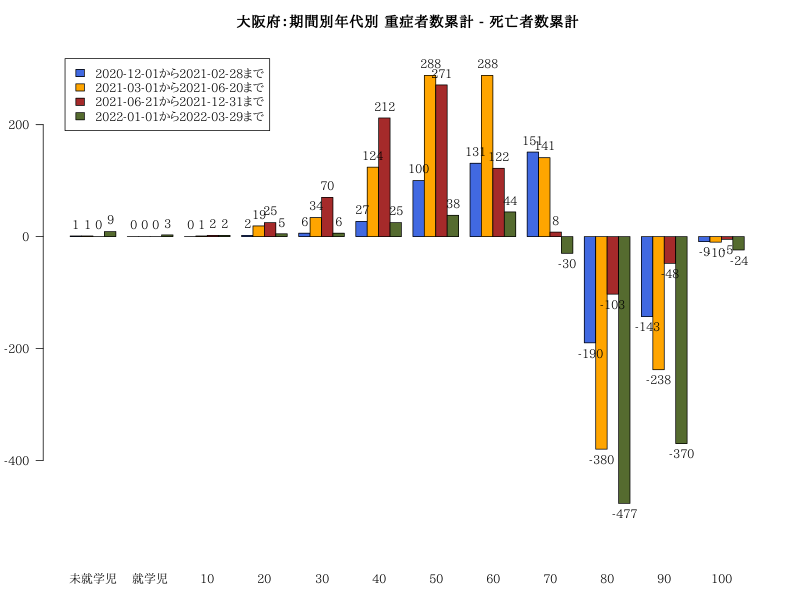 大阪府：期間別年代別 重症者数累計 - 死亡者数累計
2020-12-01から2021-02-28まで
2021-03-01から2021-06-20まで
2021-06-21から2021-12-31まで
2022-01-01から2022-03-29まで
200
0
-200
-400
1 1 0 9
0 0 0 3
0 1 2 2
2 19 25 5
6 34 70 6
27 124 212 25
100 288 271 38
131 288 122 44
151 141 8 -30
-190 -380 -103 -477
-143 -238 -48 -370
-9 -10 -5 -24
未就学児 就学児 10 20 30 40 50 60 70 80 90 100